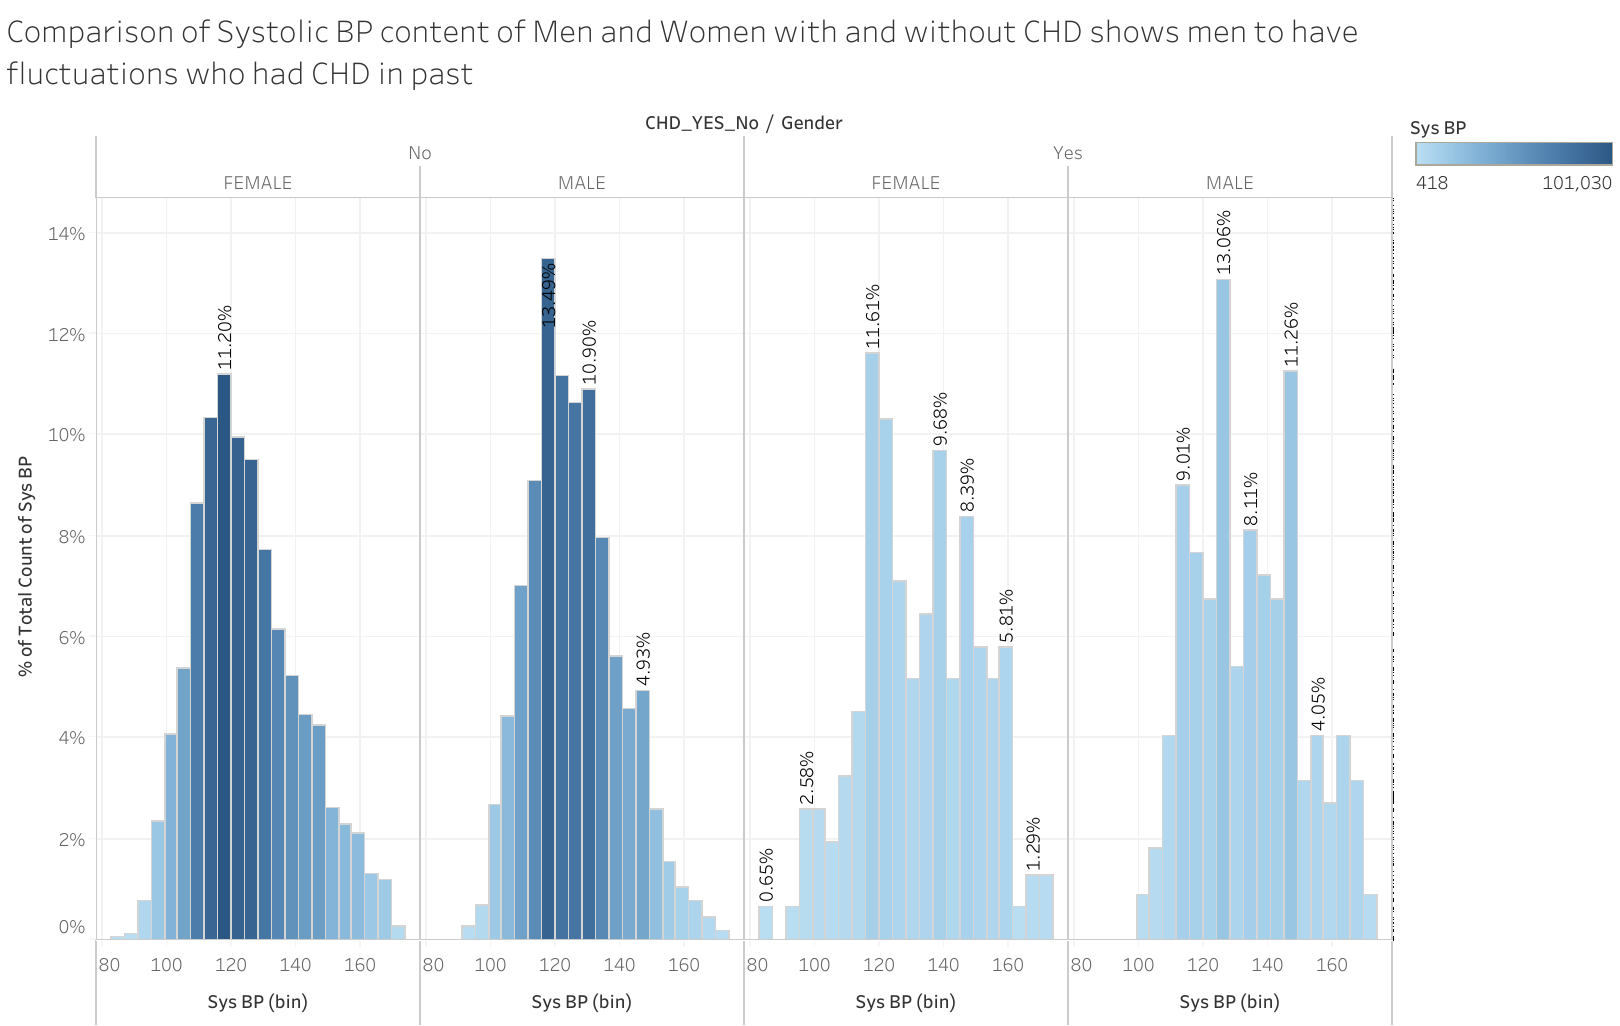 Comparison of Systolic BP content of Men and Women with and without CHD shows men to have
fluctuations who had CHD in past
CHD_YES_No / Gender
No
Yes
FEMALE
MALE
FEMALE
MALE
Sys BP
418
101,030
% of Total Count of Sys BP
14%
12%
10%
8%
6%
4%
2%
0%
11.20%
13.49%
10.90%
4.93%
0.65%
2.58%
11.61%
9.68%
8.39%
5.81%
1.29%
9.01%
13.06%
8.11%
11.26%
4.05%
80 100 120 140 160
80 100 120 140 160
80 100 120 140 160
80 100 120 140 160
Sys BP (bin)
Sys BP (bin)
Sys BP (bin)
Sys BP (bin)